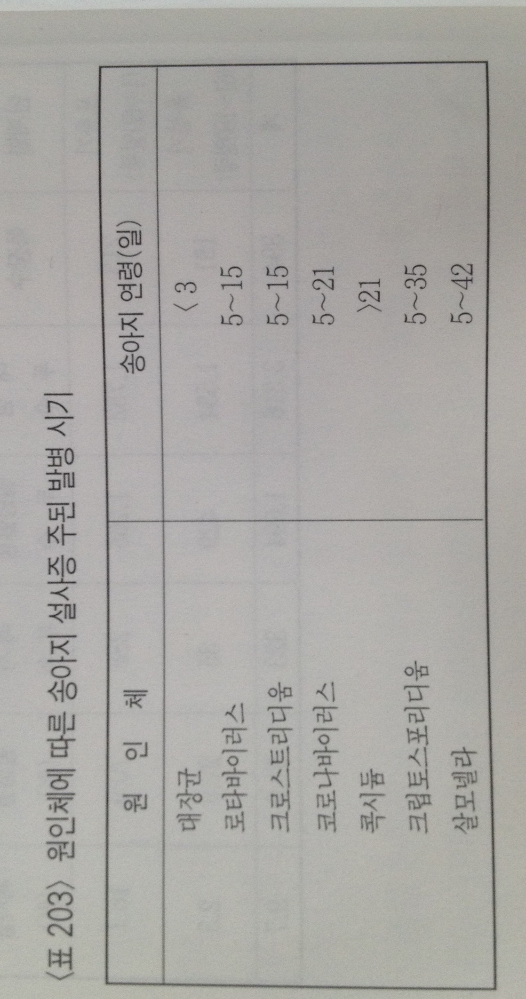 〈표 203〉 원인체에 따른 송아지 설사증 주된 발병 시기
원 인 체 송아지 연령(일)
대장균 〈 3
로타바이러스 5~15
크로스트리디움 5~15
코로나바이러스 5~21
콕시듐 〉21
크립토스포리디움 5~35
살모넬라 5~42